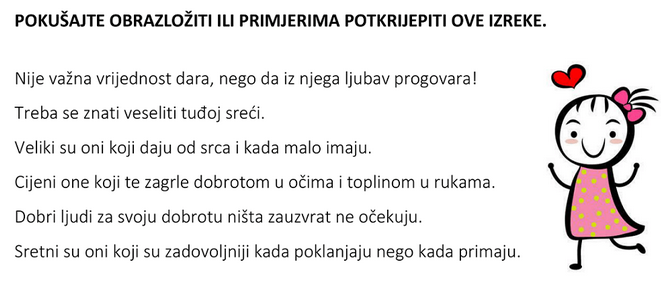 POKUŠAJTE OBRAZLOŽITI ILI PRIMJERIMA POTKRIJEPITI OVE IZREKE.
Nije važna vrijednost dara, nego da iz njega ljubav progovara!
Treba se znati veseliti tuđoj sreći.
Veliki su oni koji daju od srca i kada malo imaju.
Cijeni one koji te zagrle dobrotom u očima i toplinom u rukama.
Dobri ljudi za svoju dobrotu ništa zauzvrat ne očekuju.
Sretni su oni koji su zadovoljniji kada poklanjaju nego kada primaju.